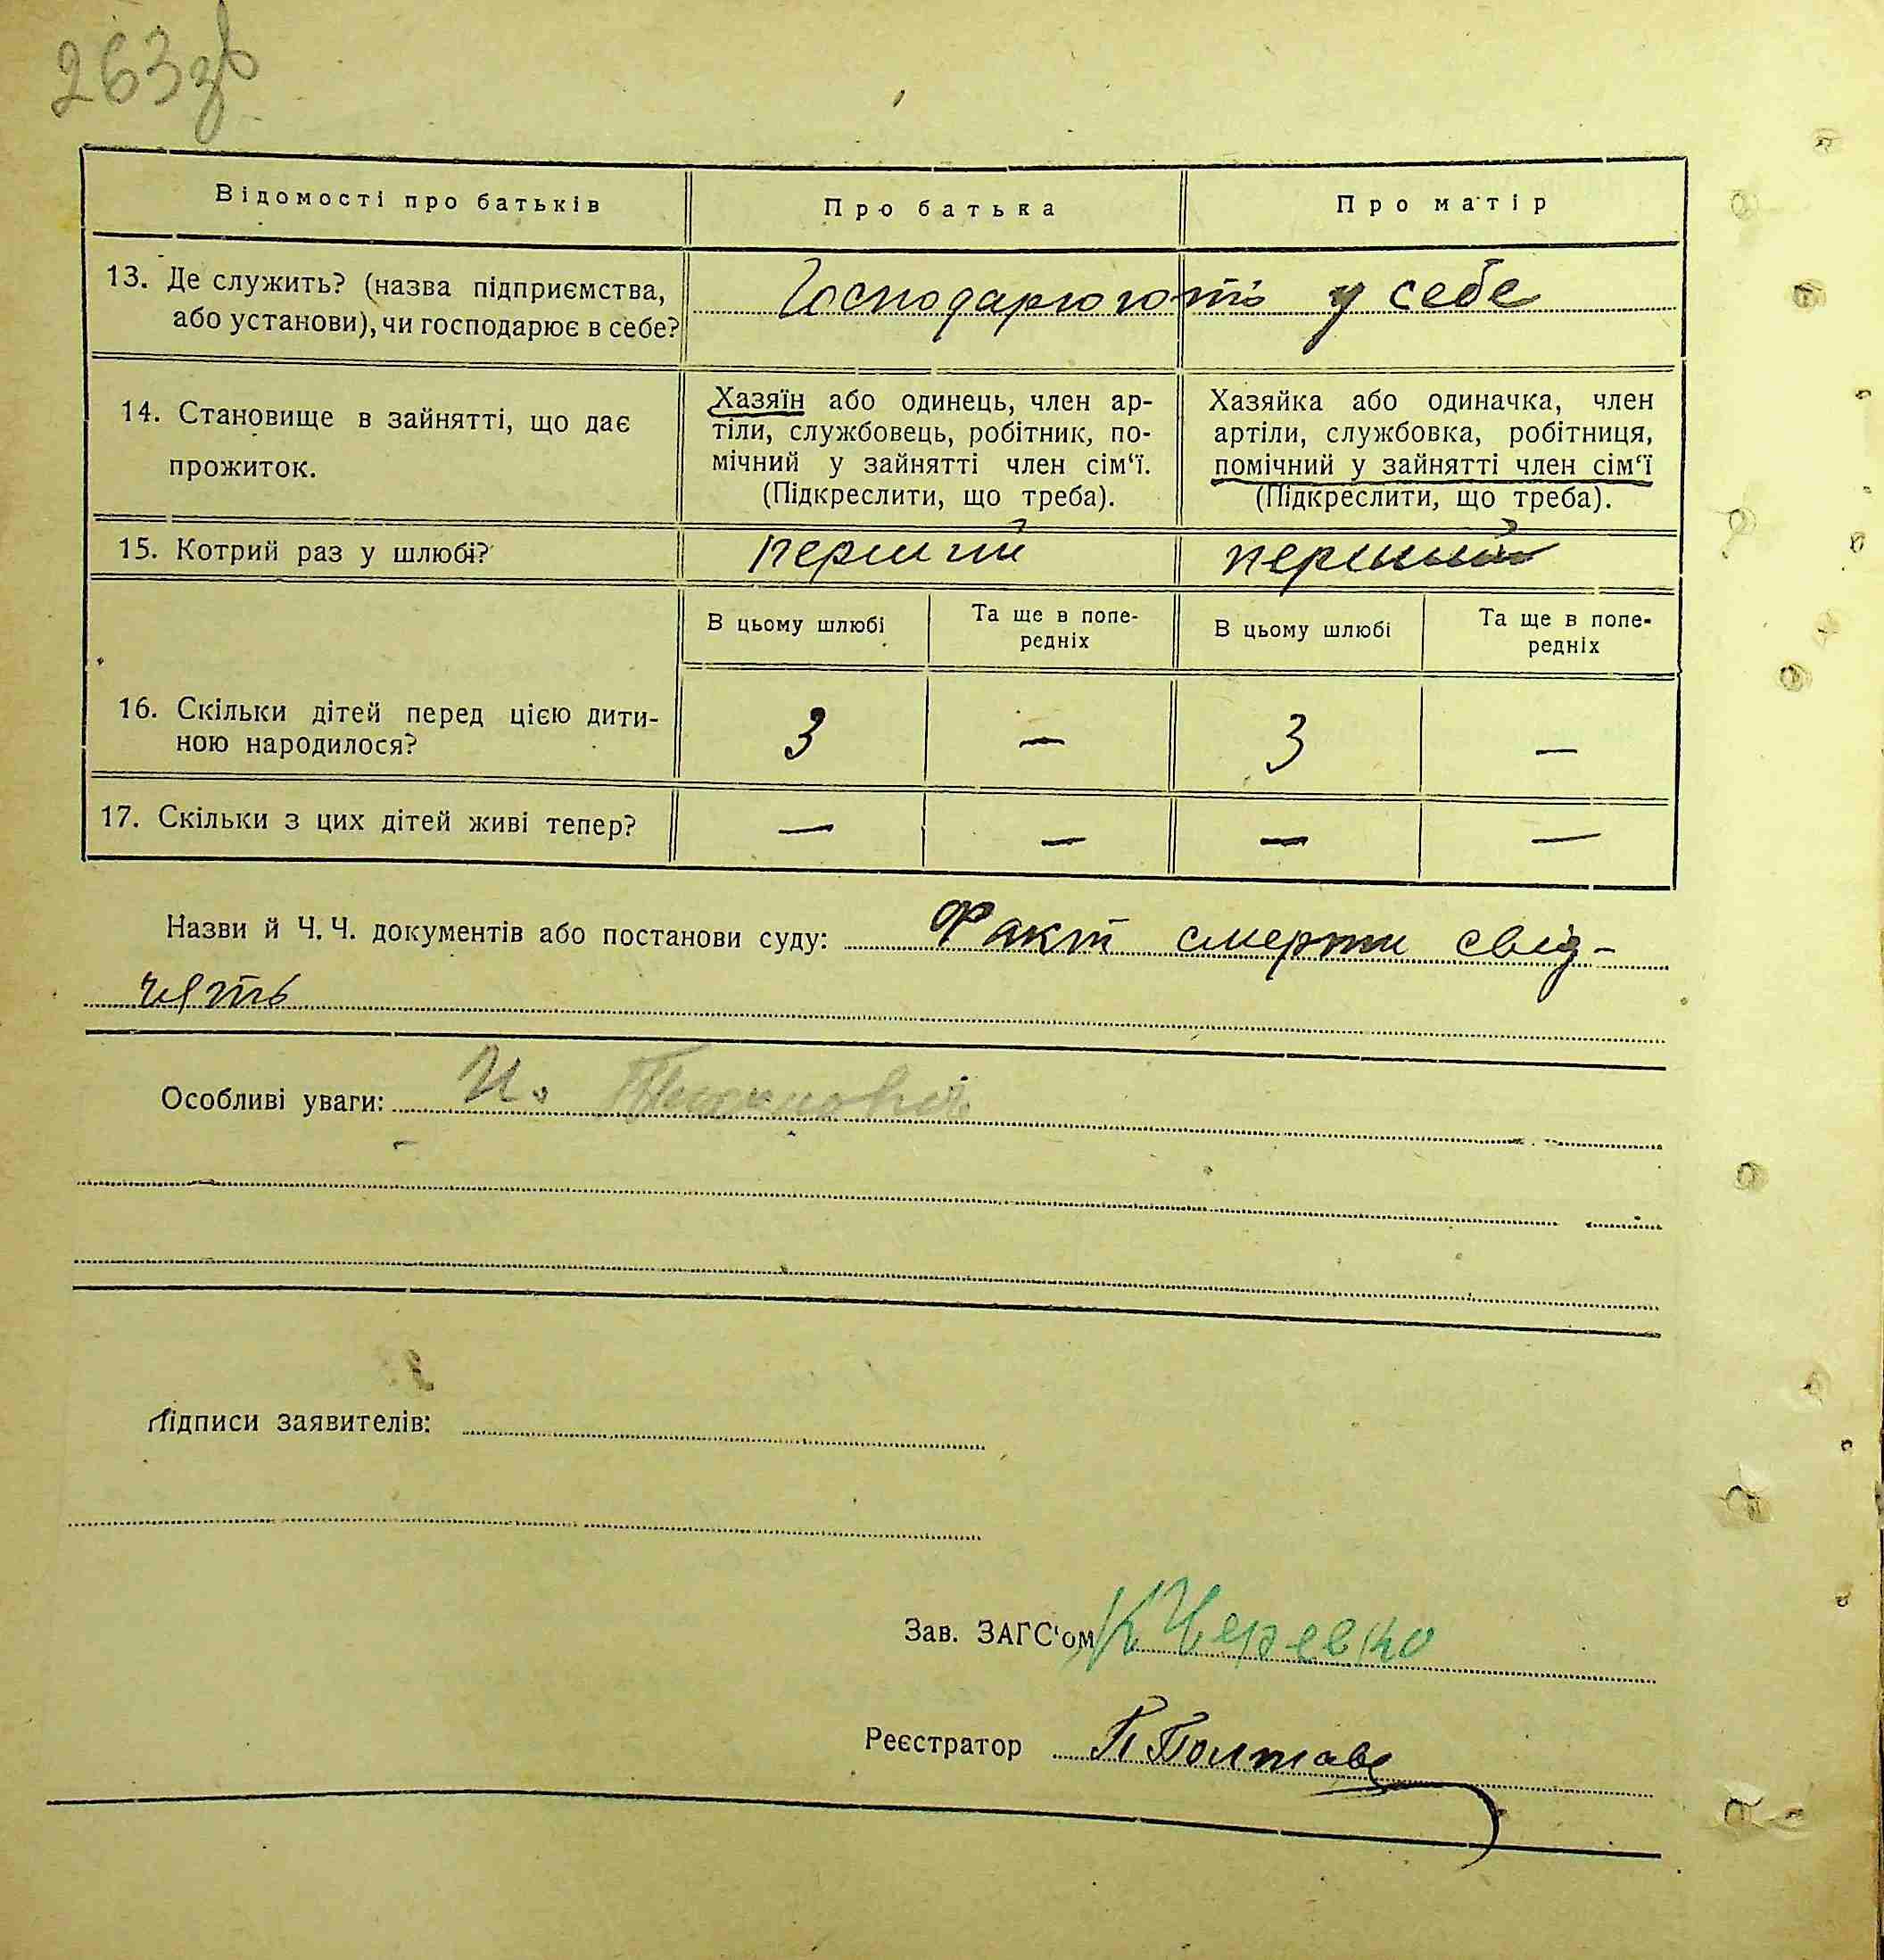 263зв
Відомості про батьків Про батька Про матір
13. Де служить? (назва підприємства, або установи), чи господарює в себе? Господарюють у себе
14. Становище в зайнятті, що дає прожиток.
Хазяїн або одинець, член ар-
тіли, службовець, робітник, по-
мічний у зайнятті член сім‘ї.
(Підкреслити, що треба).
Хазяйка або одиначка, член
артіли, службовка, робітниця,
помічний у зайнятті член сім‘ї
(Підкреслити, що треба).
15. Котрий раз у шлюбі? перший перший
В цьому шлюбі Та ще в попе-редніх В цьому шлюбі Та ще в попе-редніх
16. Скільки дітей перед цією дити-
ною народилося? 3 — 3 —
17. Скільки з цих дітей живі тепер? — — — —
Назви й Ч. Ч. документів або постанови суду: Факт смерти свід-
чять
Особливі уваги: И.
Підписи заявителів:
Зав. ЗАГС‘ом К Черевко
Реєстратор П Полтаве